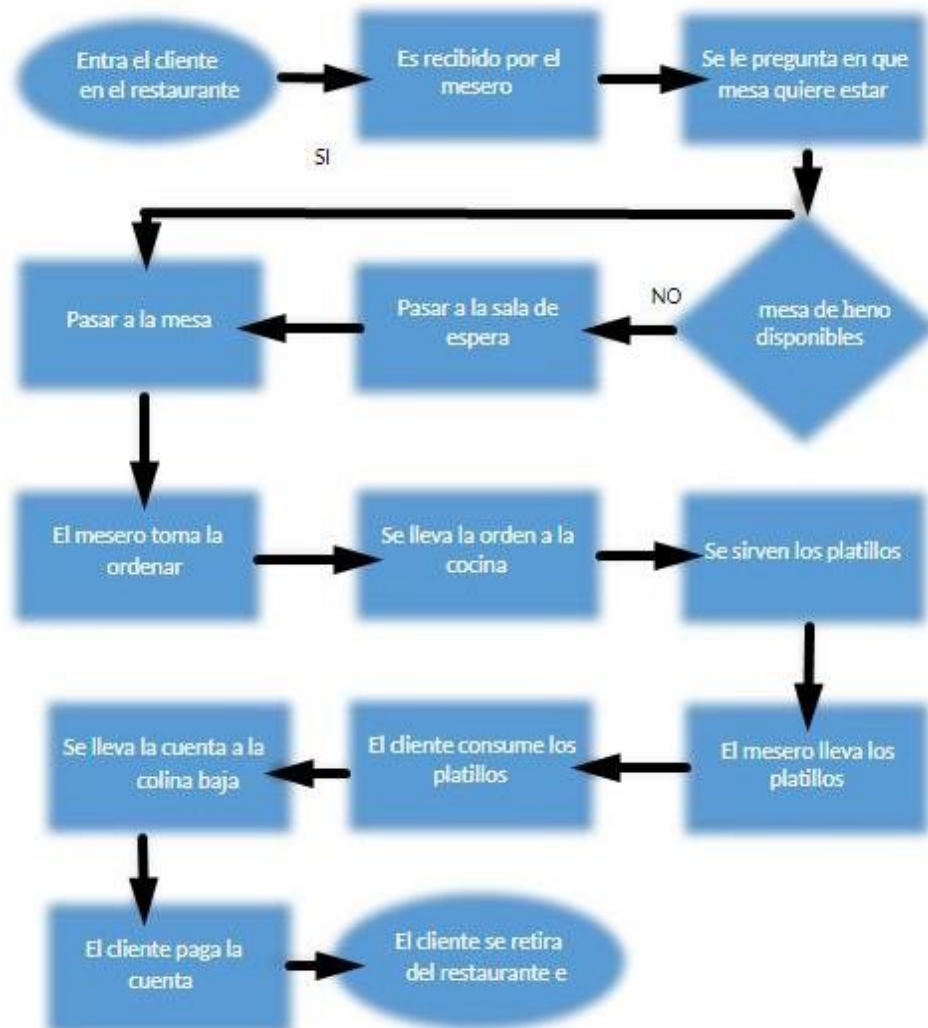 Entra el cliente
en el restaurante
Es recibido por el
mesero
Se le pregunta en que
mesa quiere estar
SI
mesa de heno
disponibles
NO
Pasar a la sala de
espera
Pasar a la mesa
El mesero toma la
ordenar
Se lleva la orden a la
cocina
Se sirven los platillos
El mesero lleva los
platillos
El cliente consume los
platillos
Se lleva la cuenta a la
colina baja
El cliente paga la
cuenta
El cliente se retira
del restaurante e